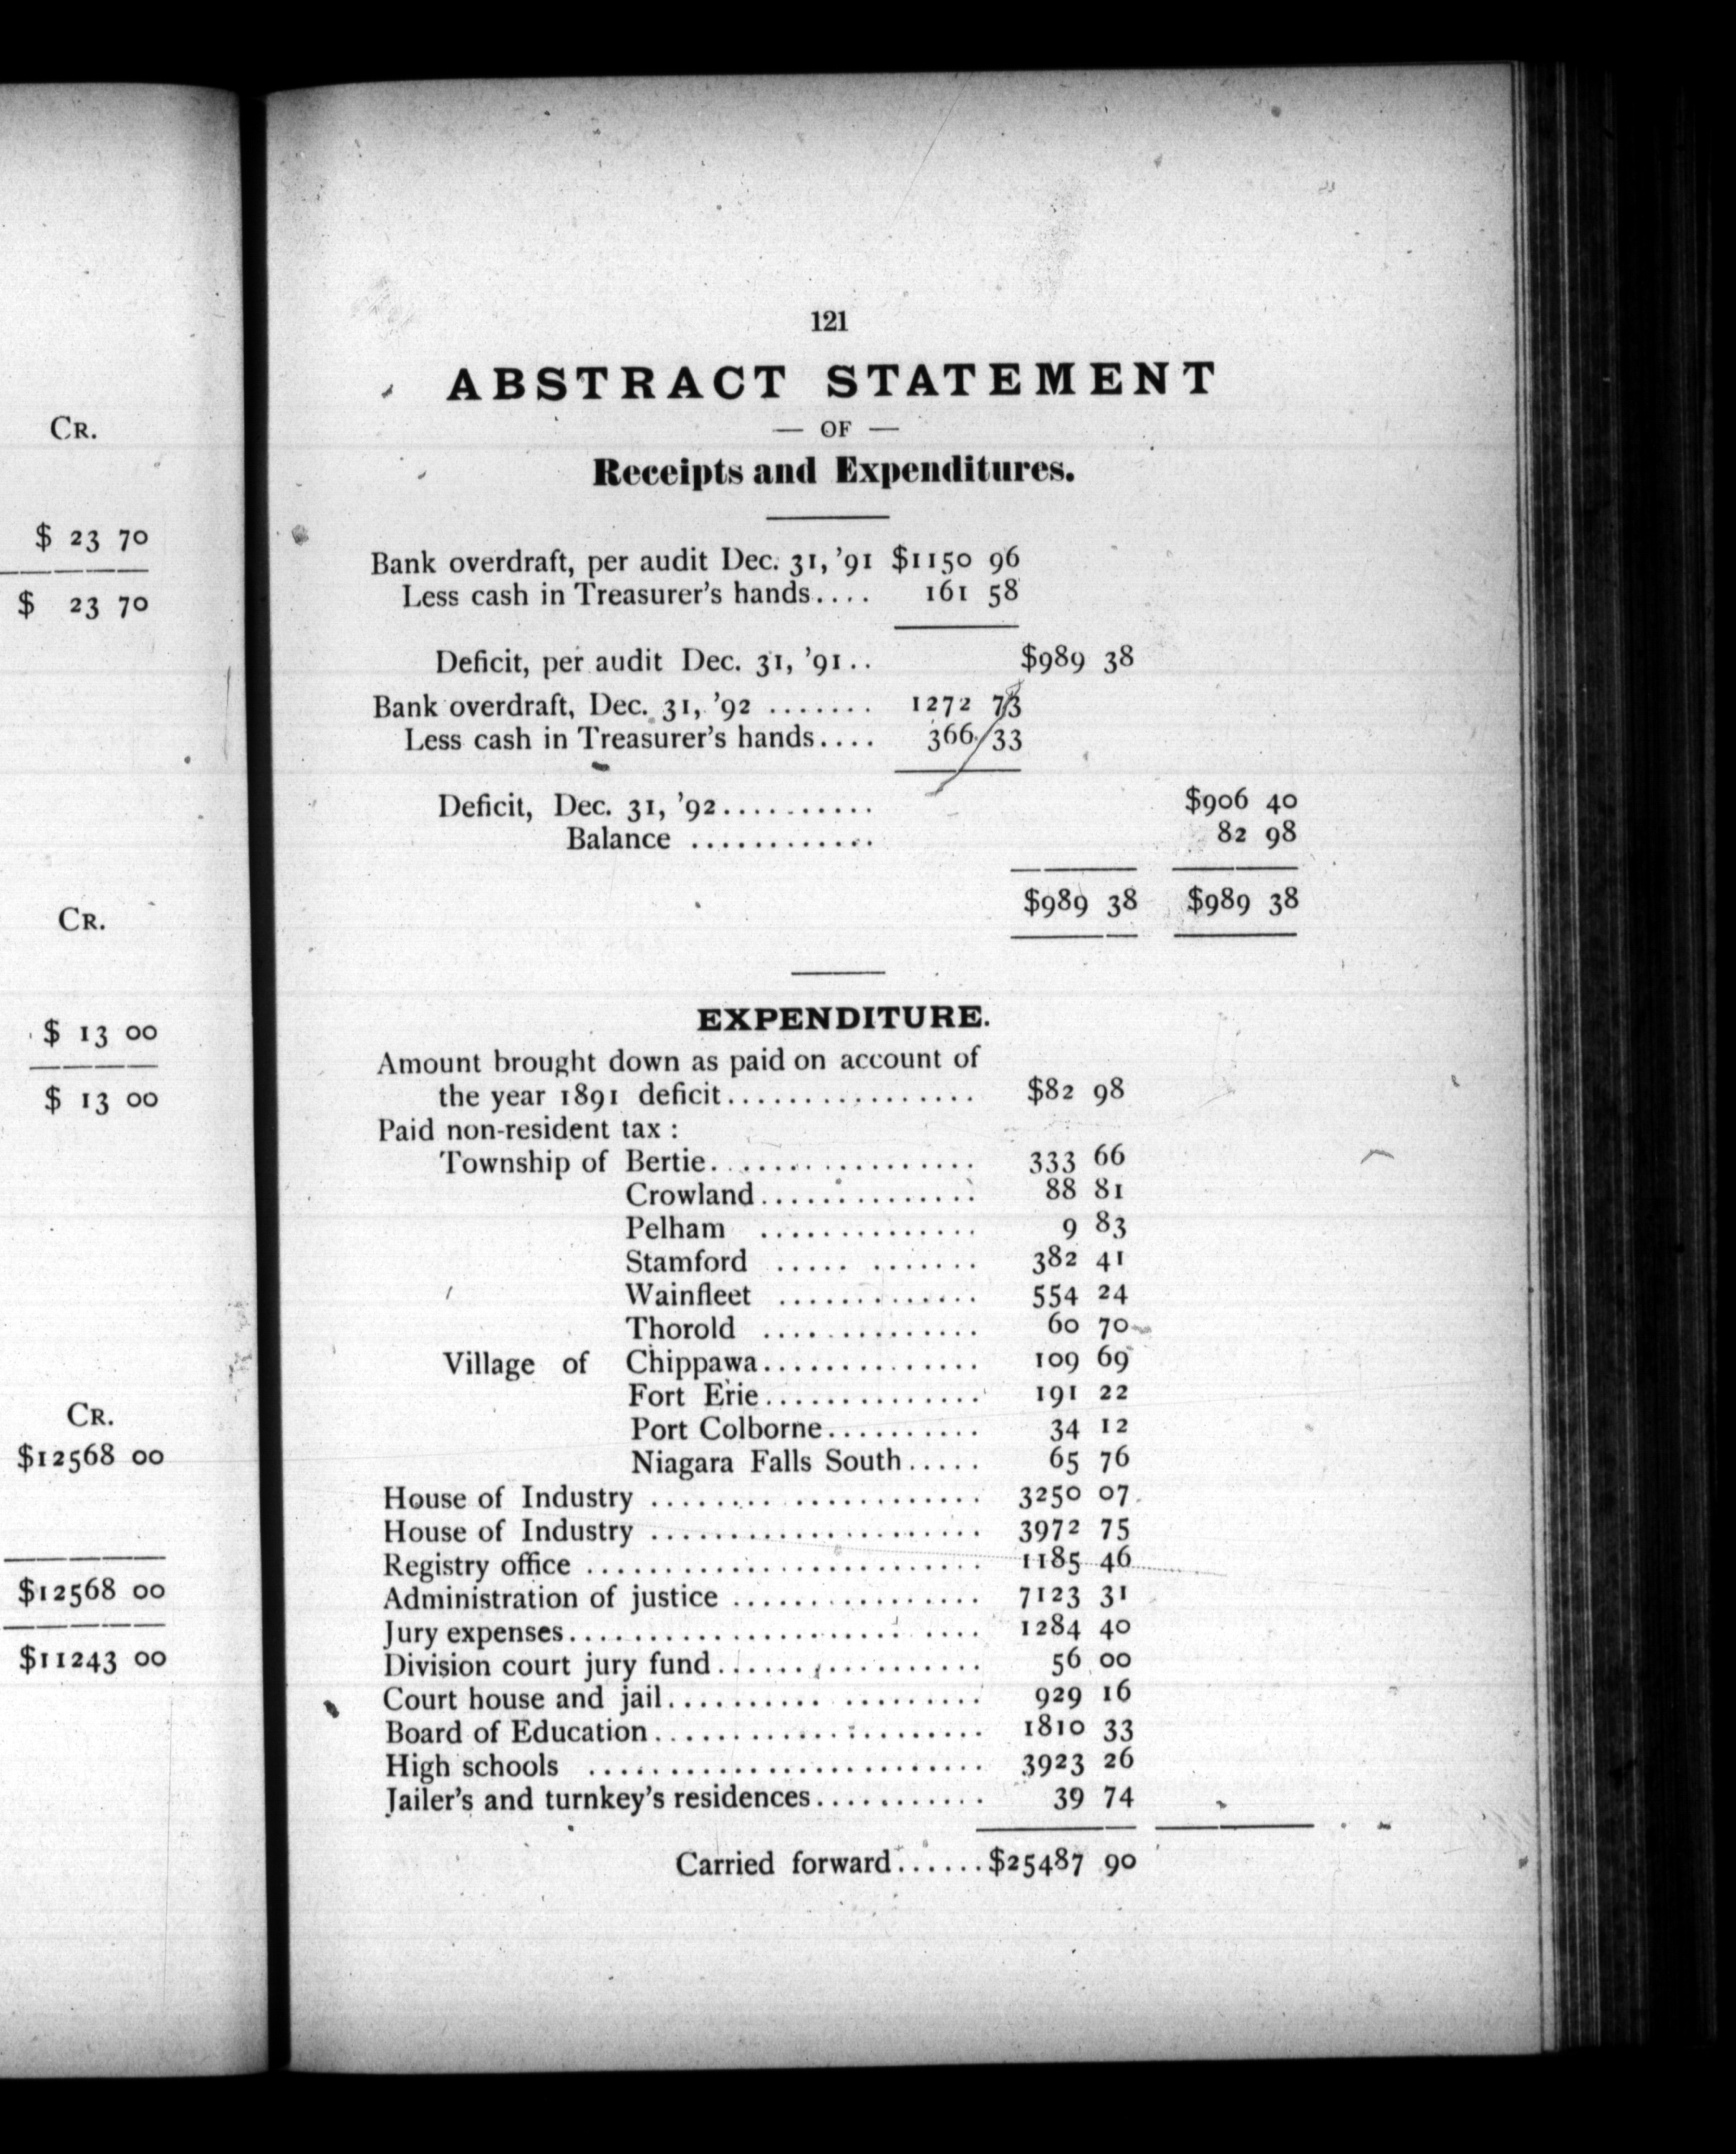 CR.
$ 23 70
$ 23 70
CR.
$ 13 00
$ 13 00
CR.
$12568 00
$12568 00
$11243 00
121
ABSTRACT STATEMENT
— OF —
Receipts and Expenditures.
Bank overdraft, per audit Dec. 31, '91 $1150 96
Less cash in Treasurer's hands.... 161 58
Deficit, per audit Dec. 31, '91.. $989 38
Bank overdraft, Dec. 31, '92 ....... 1272 73
Less cash in Treasurer's hands.... 366 33
Deficit, Dec. 31, '92.......... $906 40
Balance ............ 82 98
$989 38 $989 38
EXPENDITURE.
Amount brought down as paid on account of
the year 1891 deficit................ $82 98
Paid non-resident tax :
Township of Bertie................. 333 66
Crowland.............. 88 81
Pelham .............. 9 83
Stamford ..... ....... 382 41
Wainfleet ............. 554 24
Thorold .............. 60 70
Village of Chippawa.............. 109 69
Fort Erie.............. 191 22
Port Colborne.......... 34 12
Niagara Falls South..... 65 76
House of Industry ..................... 3250 07
House of Industry ..................... 3972 75
Registry office ......................... 1185 46
Administration of justice ................ 7123 31
Jury expenses.......................... 1284 40
Division court jury fund................. 56 00
Court house and jail.................... 929 16
Board of Education..................... 1810 33
High schools ......................... 3923 26
Jailer's and turnkey's residences........... 39 74
Carried forward......$25487 90